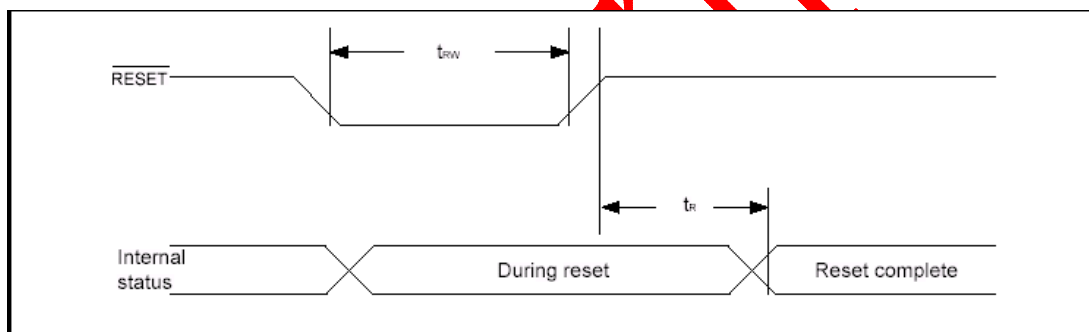 tRW
RESET
tR
Internal
status
During reset
Reset complete